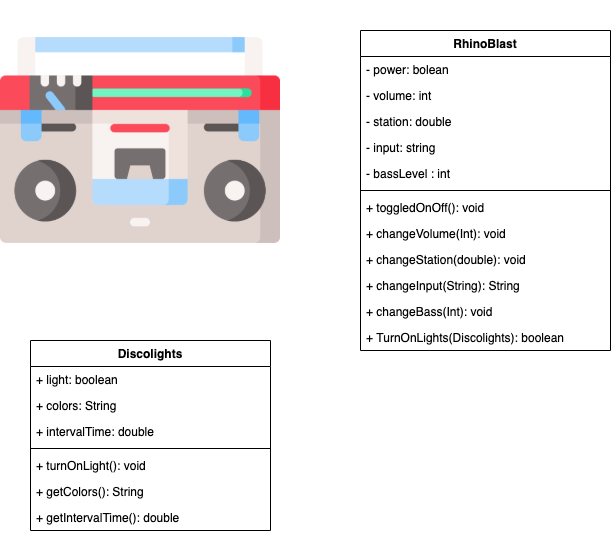 RhinoBlast
- power: bolean
- volume: int
- station: double
- input: string
- bassLevel : int
+ toggledOnOff(): void
+ changeVolume(Int): void
+ changeStation(double): void
+ changeInput(String): String
+ changeBass(Int): void
+ TurnOnLights(Discolights): boolean
Discolights
+ light: boolean
+ colors: String
+ intervalTime: double
+ turnOnLight(): void
+ getColors(): String
+ getIntervalTime(): double